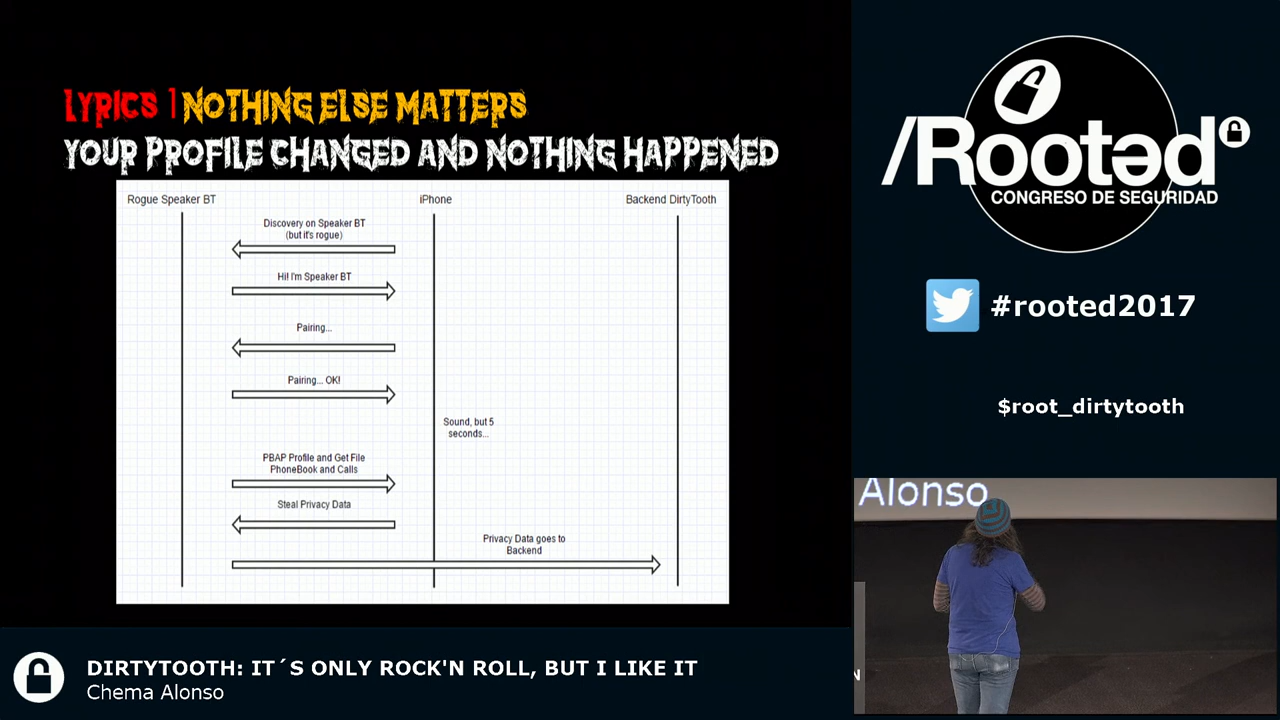 LYRICS 1 NOTHING ELSE MATTERS
YOUR PROFILE CHANGED AND NOTHING HAPPENED
Rogue Speaker BT
iPhone
Backend DirtyTooth
Discovery on Speaker BT
(but it's rogue)
Hi! I'm Speaker BT
Pairing...
Pairing... OK!
Sound, but 5
seconds...
PBAP Profile and Get File
PhoneBook and Calls
Steal Privacy Data
Privacy Data goes to
Backend
/Rootəd
CONGRESO DE SEGURIDAD
#rooted2017
$root_dirtytooth
Alonso
N
DIRTYTOOTH: IT´S ONLY ROCK'N ROLL, BUT I LIKE IT
Chema Alonso